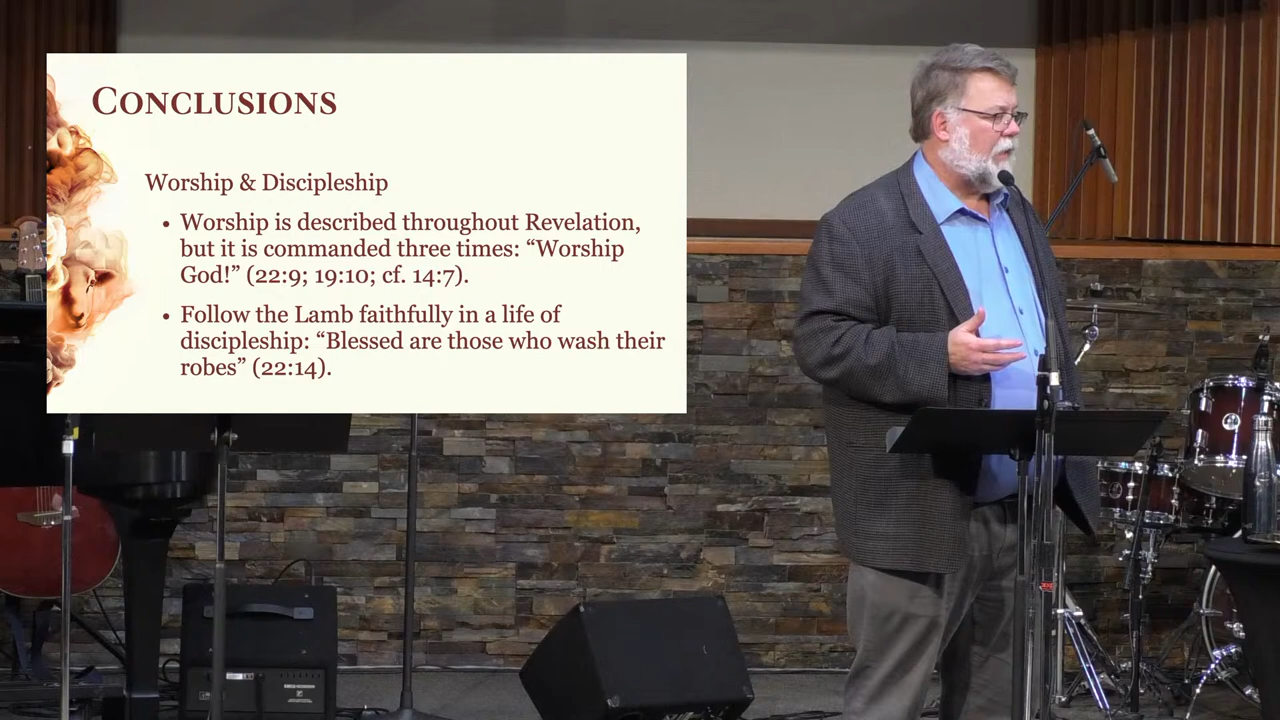 Conclusions
Worship & Discipleship
• Worship is described throughout Revelation,
but it is commanded three times: “Worship
God!” (22:9; 19:10; cf. 14:7).
• Follow the Lamb faithfully in a life of
discipleship: “Blessed are those who wash their
robes” (22:14).